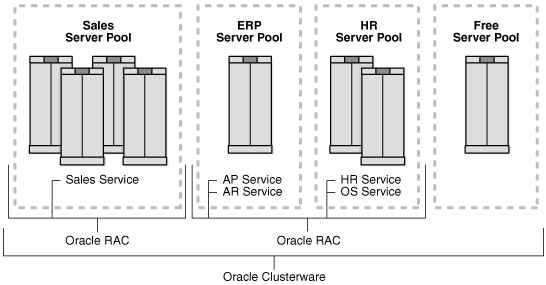 Sales
Server Pool
ERP
Server Pool
HR
Server Pool
Free
Server Pool
Sales Service
AP Service
AR Service
HR Service
OS Service
Oracle RAC
Oracle RAC
Oracle Clusterware